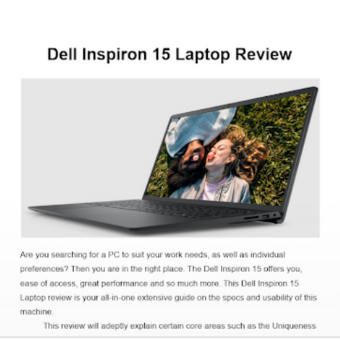 Dell Inspiron 15 Laptop Review
Are you searching for a PC to suit your work needs, as well as individual
preferences? Then you are in the right place. The Dell Inspiron 15 offers you,
ease of access, great performance and so much more. This Dell Inspiron 15
Laptop review is your all-in-one extensive guide on the specs and usability of this
machine.
This review will adeptly explain certain core areas such as the Uniqueness